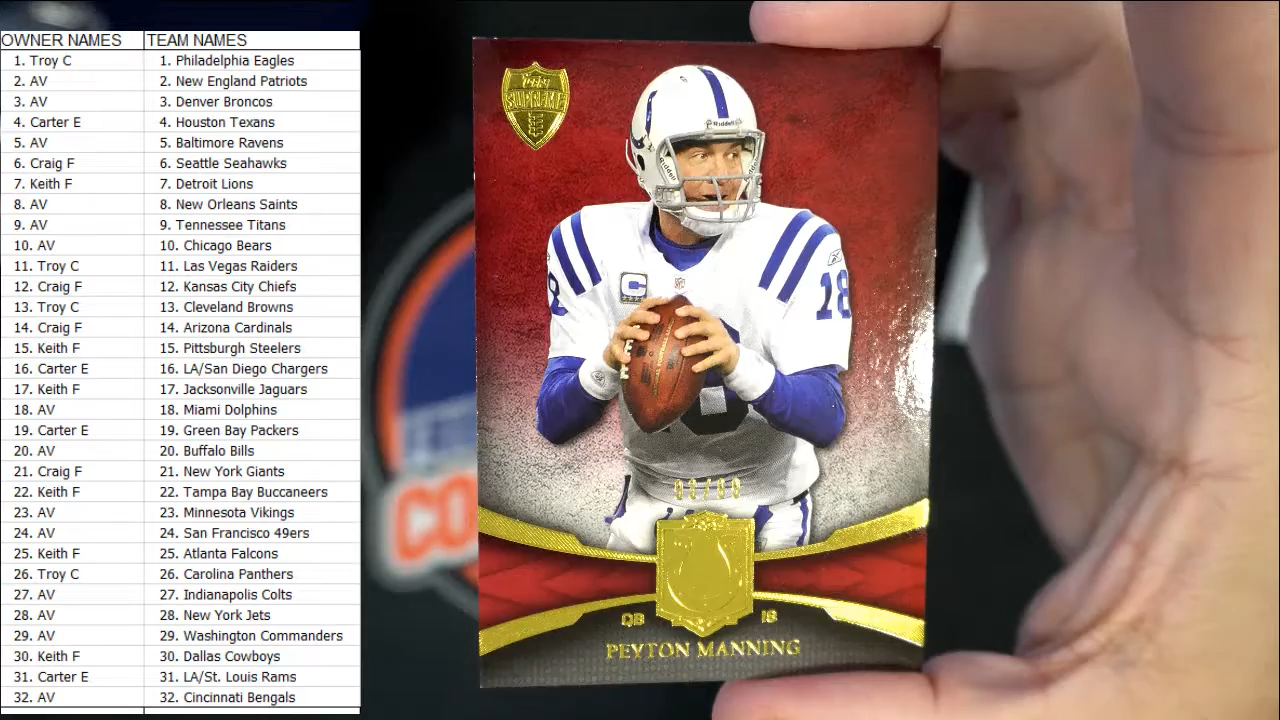 OWNER NAMES TEAM NAMES
1. Troy C 1. Philadelphia Eagles
2. AV 2. New England Patriots
3. AV 3. Denver Broncos
4. Carter E 4. Houston Texans
5. AV 5. Baltimore Ravens
6. Craig F 6. Seattle Seahawks
7. Keith F 7. Detroit Lions
8. AV 8. New Orleans Saints
9. AV 9. Tennessee Titans
10. AV 10. Chicago Bears
11. Troy C 11. Las Vegas Raiders
12. Craig F 12. Kansas City Chiefs
13. Troy C 13. Cleveland Browns
14. Craig F 14. Arizona Cardinals
15. Keith F 15. Pittsburgh Steelers
16. Carter E 16. LA/San Diego Chargers
17. Keith F 17. Jacksonville Jaguars
18. AV 18. Miami Dolphins
19. Carter E 19. Green Bay Packers
20. AV 20. Buffalo Bills
21. Craig F 21. New York Giants
22. Keith F 22. Tampa Bay Buccaneers
23. AV 23. Minnesota Vikings
24. AV 24. San Francisco 49ers
25. Keith F 25. Atlanta Falcons
26. Troy C 26. Carolina Panthers
27. AV 27. Indianapolis Colts
28. AV 28. New York Jets
29. AV 29. Washington Commanders
30. Keith F 30. Dallas Cowboys
31. Carter E 31. LA/St. Louis Rams
32. AV 32. Cincinnati Bengals
Topps
SUPREME
Riddell
Riddell
C
NFL
18
8
QB 18
PEYTON MANNING
CO